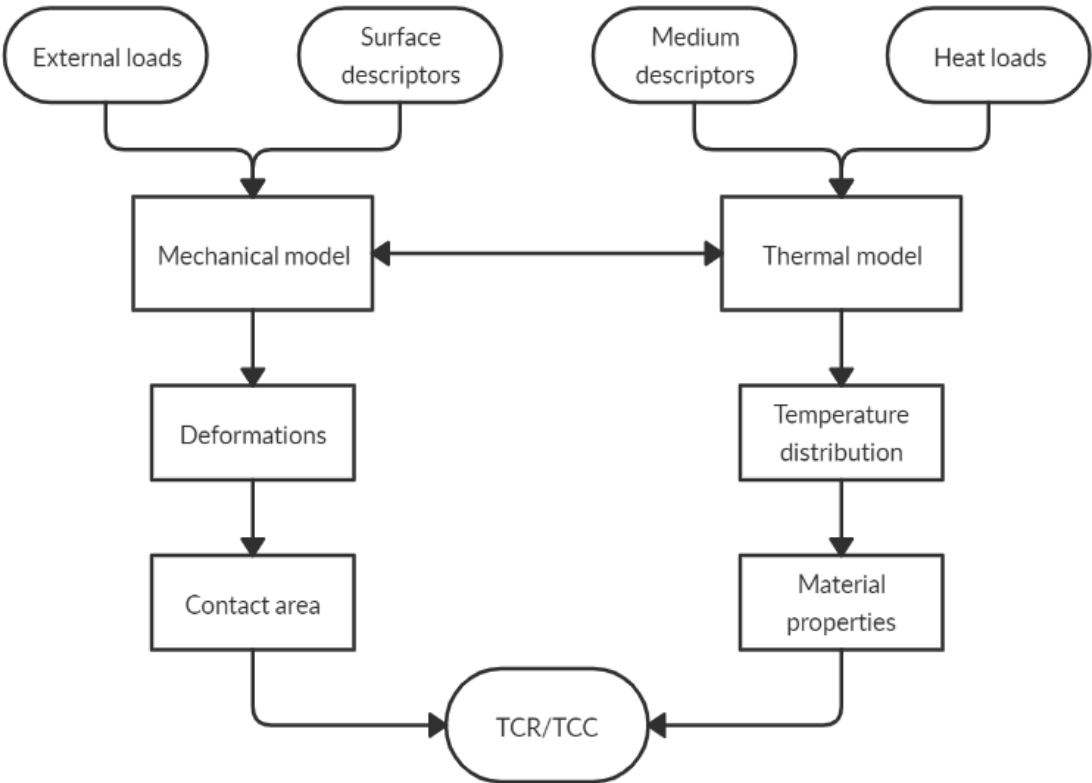 External loads
Surface
descriptors
Medium
descriptors
Heat loads
Mechanical model
Thermal model
Deformations
Temperature
distribution
Contact area
Material
properties
TCR/TCC